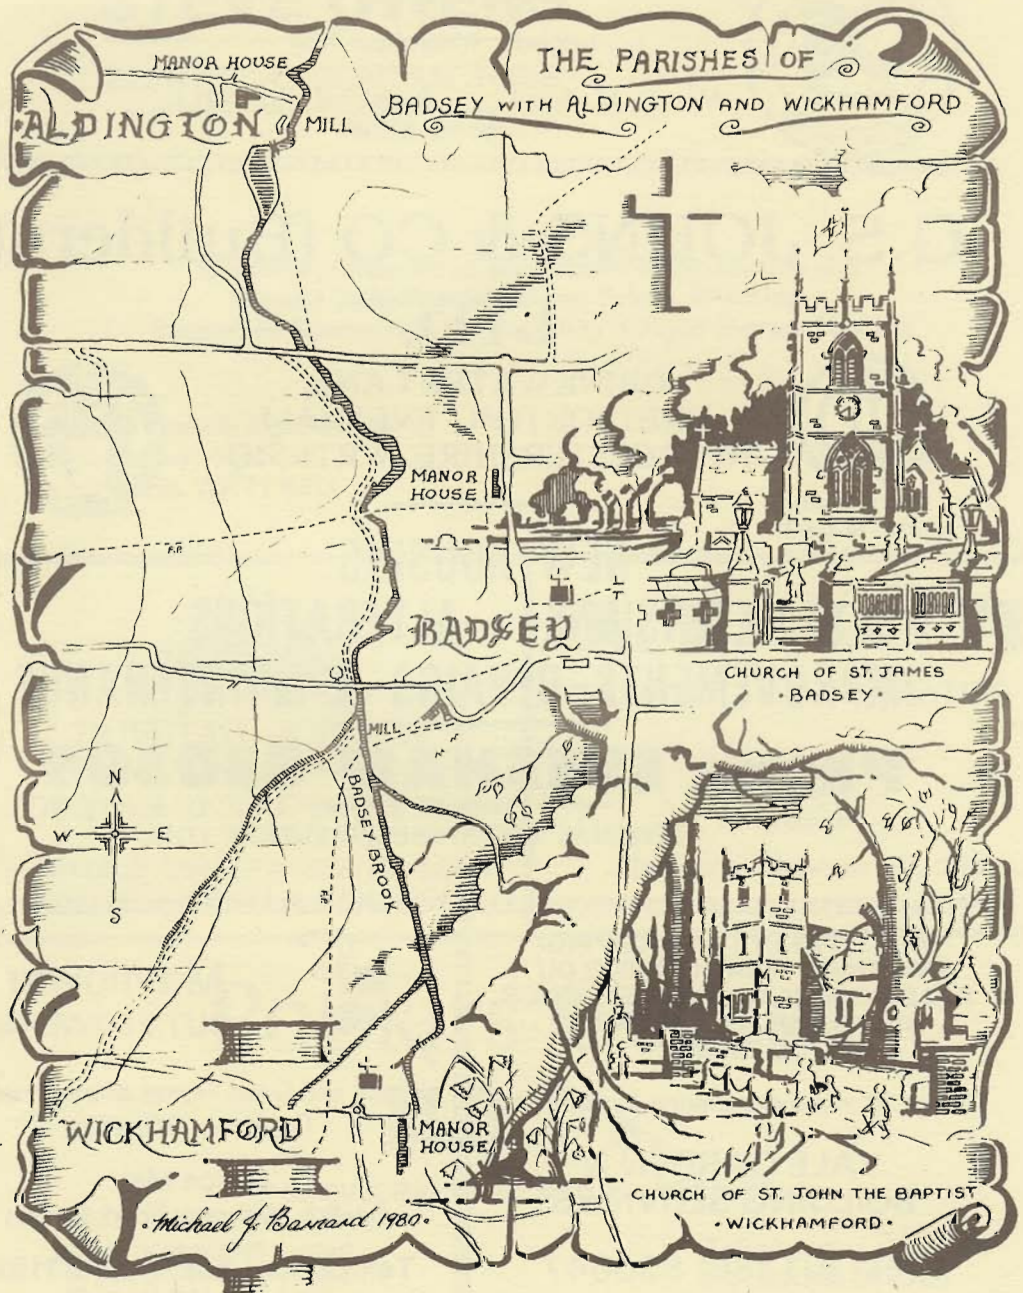 THE PARISHES OF
BADSEY WITH ALDINGTON AND WICKHAMFORD
MANOR HOUSE
ALDINGTON
MILL
MANOR
HOUSE
F.P.
BADSEY
CHURCH OF ST. JAMES
· BADSEY ·
MILL
BADSEY BROOK
N
W E
S
F.P.
WICKHAMFORD
MANOR
HOUSE
CHURCH OF ST. JOHN THE BAPTIST
· WICKHAMFORD ·
· Michael J. Barnard 1980 ·